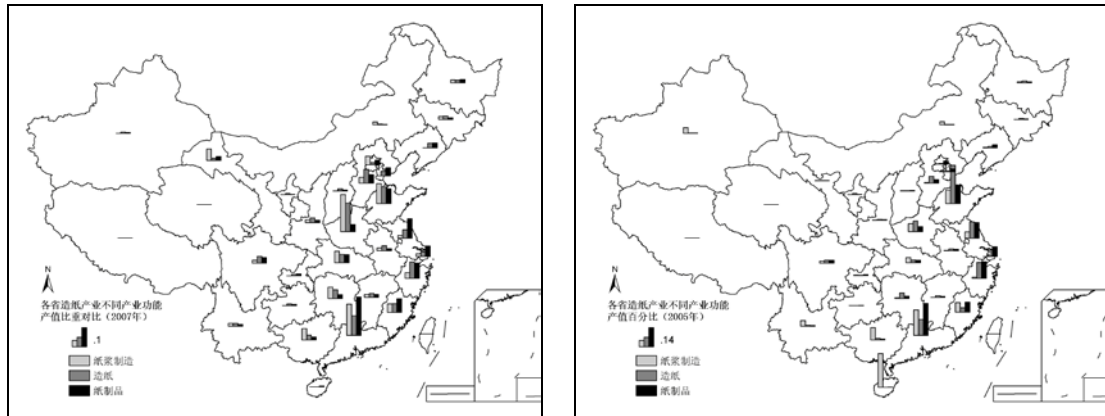 N
各省造纸产业不同产业功能
产值比重对比（2007年）
.1
纸浆制造
造纸
纸制品
N
各省造纸产业不同产业功能
产值百分比（2005年）
.14
纸浆制造
造纸
纸制品